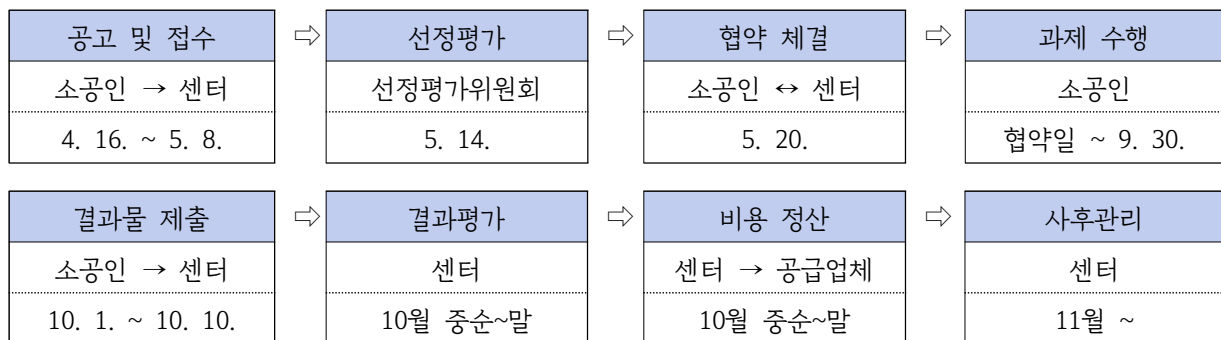 공고 및 접수 ⇨ 선정평가 ⇨ 협약 체결 ⇨ 과제 수행
소공인 → 센터 선정평가위원회 소공인 ↔ 센터 소공인
4. 16. ~ 5. 8. 5. 14. 5. 20. 협약일 ~ 9. 30.
결과물 제출 ⇨ 결과평가 ⇨ 비용 정산 ⇨ 사후관리
소공인 → 센터 센터 센터 → 공급업체 센터
10. 1. ~ 10. 10. 10월 중순~말 10월 중순~말 11월 ~